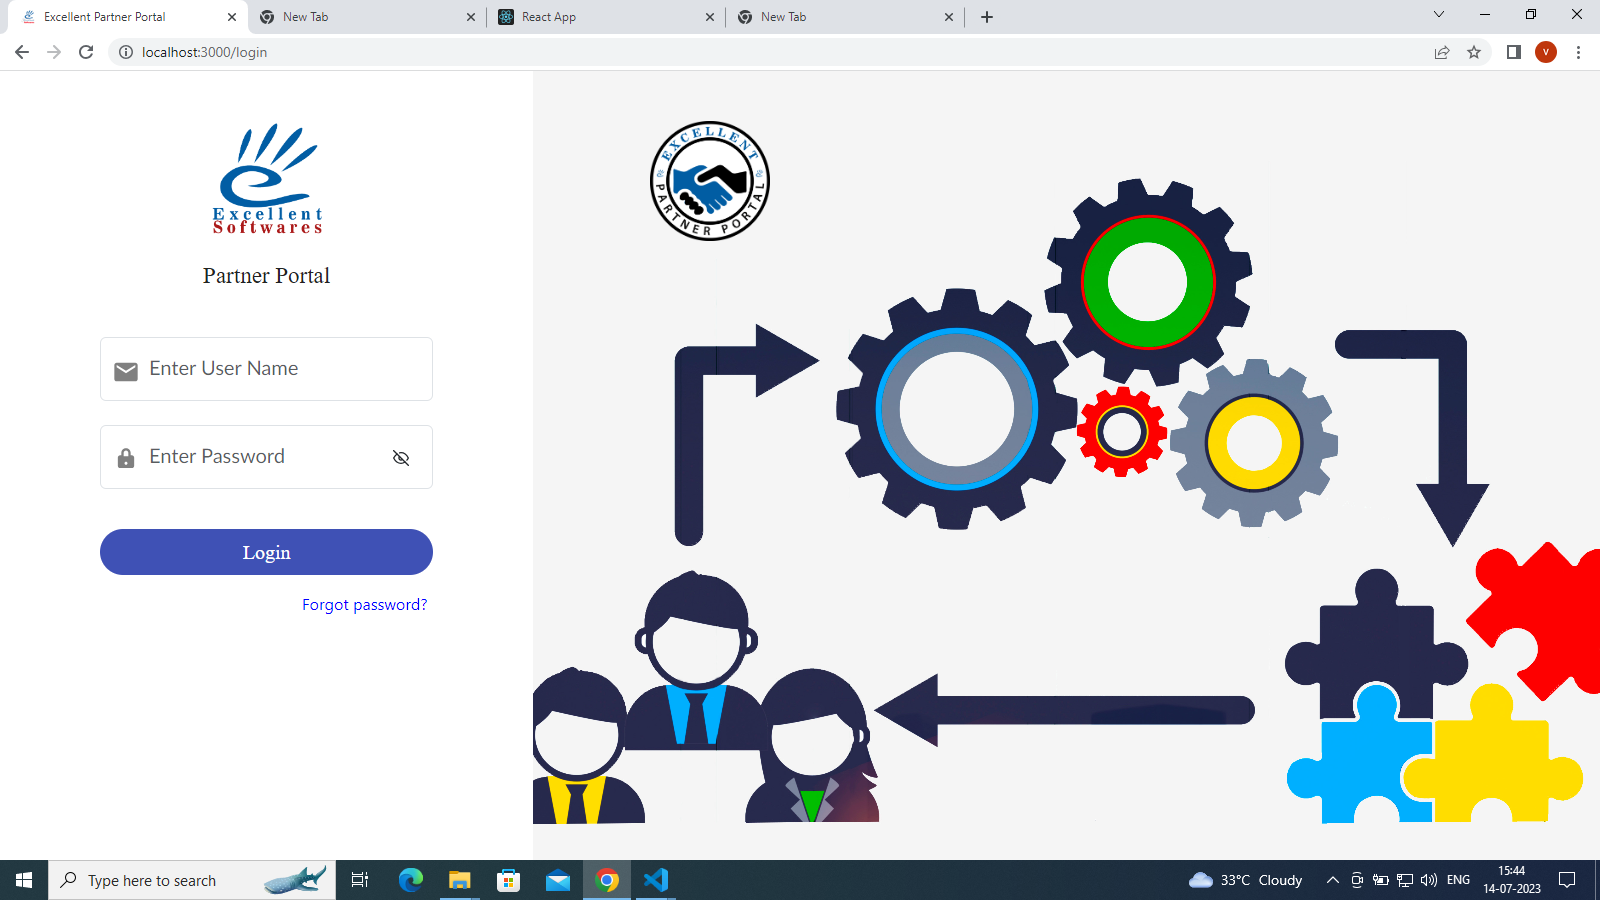 Excellent Partner Portal
New Tab
React App
New Tab
localhost:3000/login
V
Excellent
Softwares
Partner Portal
Enter User Name
Enter Password
Login
Forgot password?
EXCELLENT
PARTNER PORTAL
Type here to search
33°C Cloudy
ENG
15:44
14-07-2023